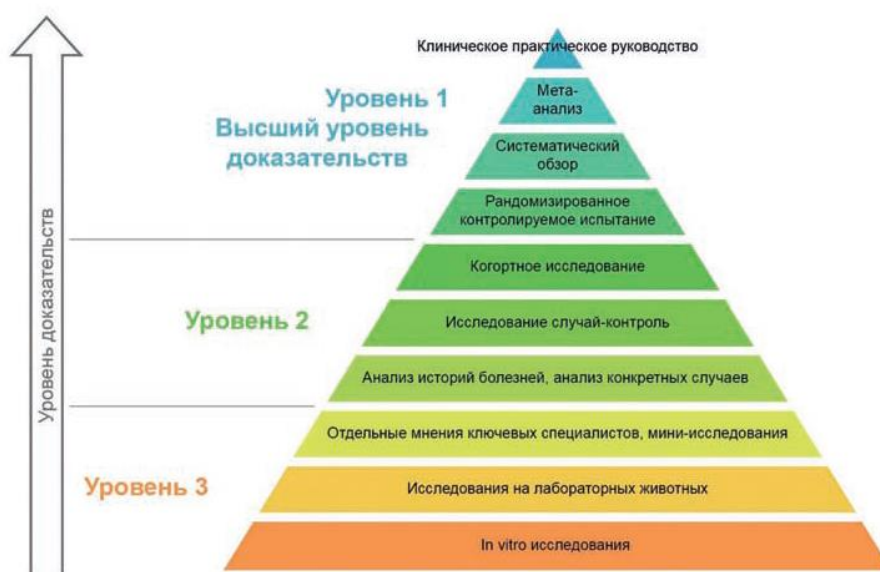 Клиническое практическое руководство
Уровень 1
Высший уровень
доказательств
Мета-
анализ
Систематический
обзор
Рандомизированное
контролируемое испытание
Когортное исследование
Уровень 2
Исследование случай-контроль
Анализ историй болезней, анализ конкретных случаев
Отдельные мнения ключевых специалистов, мини-исследования
Уровень 3
Исследования на лабораторных животных
In vitro исследования
Уровень доказательств